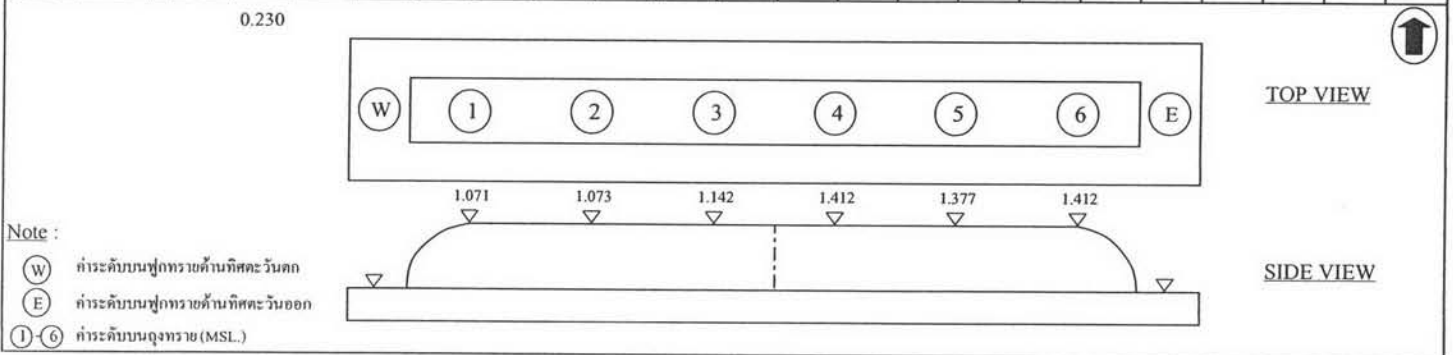 0.230
W 1 2 3 4 5 6 E
TOP VIEW
1.071 1.073 1.142 1.412 1.377 1.412
Note :
W ค่าระดับบนฟูกทรายด้านทิศตะวันตก
SIDE VIEW
E ค่าระดับบนฟูกทรายด้านทิศตะวันออก
1-6 ค่าระดับบนถุงทราย (MSL.)